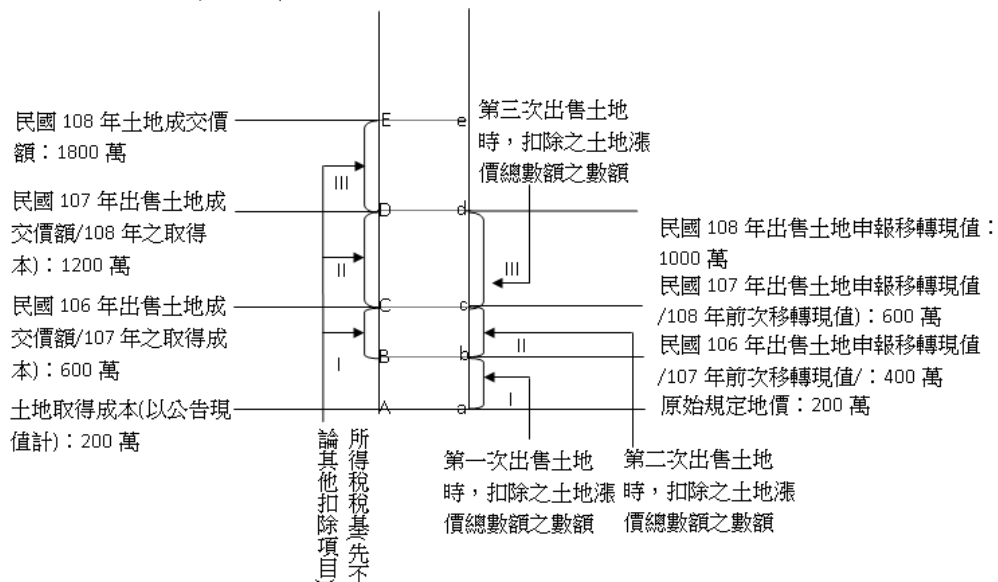 民國 108 年土地成交價
額：1800 萬
民國 107 年出售土地成
交價額/108 年之取得
本)：1200 萬
民國 106 年出售土地成
交價額/107 年之取得成
本)：600 萬
土地取得成本(以公告現
值計)：200 萬
E
e
D
d
C
c
B
b
A
a
III
II
I
III
II
I
第三次出售土地
時，扣除之土地漲
價總數額之數額
民國 108 年出售土地申報移轉現值：
1000 萬
民國 107 年出售土地申報移轉現值
/108 年前次移轉現值)：600 萬
民國 106 年出售土地申報移轉現值
/107 年前次移轉現值/：400 萬
原始規定地價：200 萬
所得稅稅基(先不
論其他扣除項目)
第一次出售土地
時，扣除之土地漲
價總數額之數額
第二次出售土地
時，扣除之土地漲
價總數額之數額